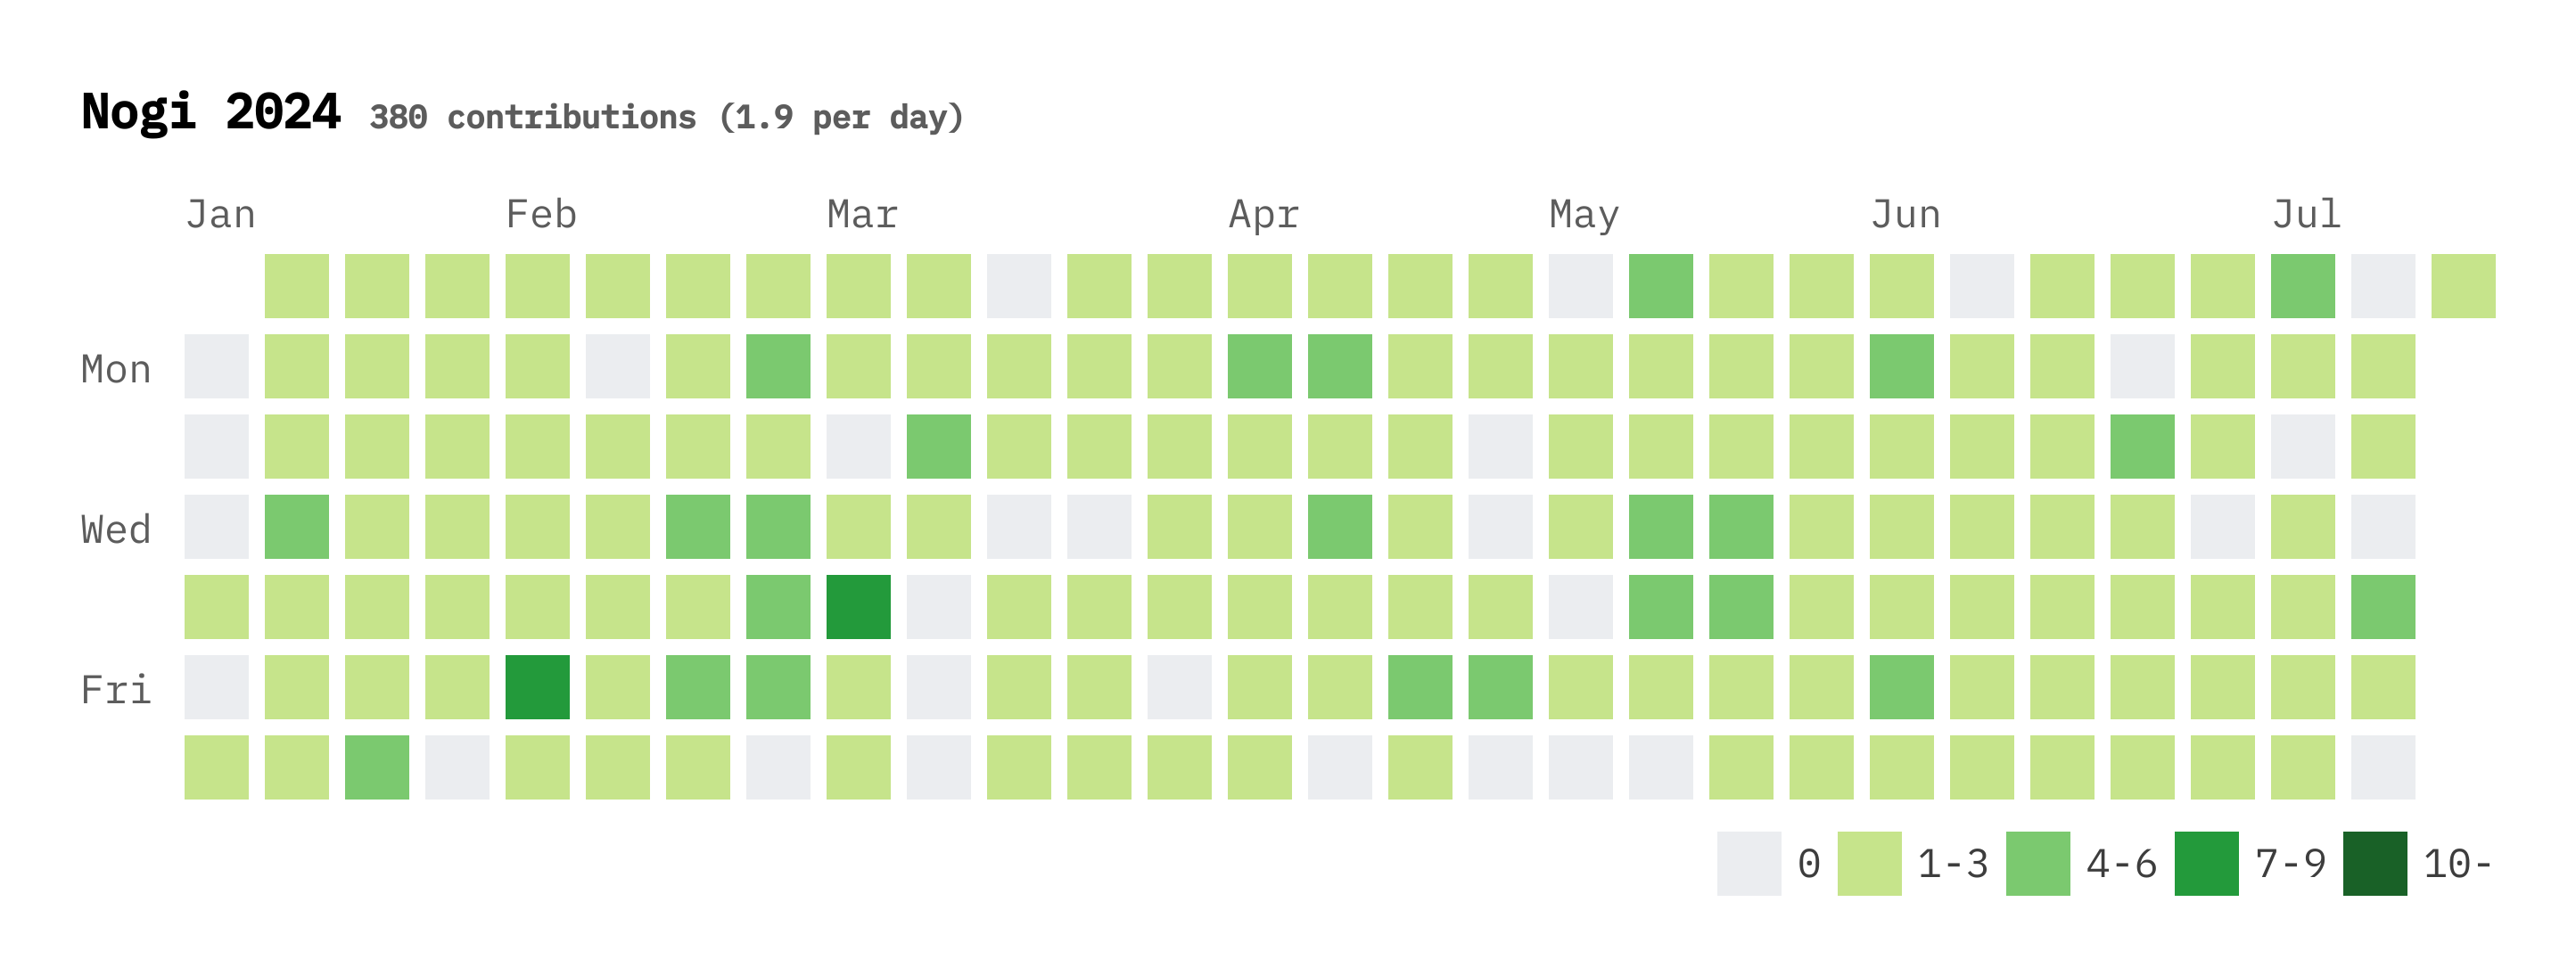 Nogi 2024 380 contributions (1.9 per day)
Jan Feb Mar Apr May Jun Jul
Mon
Wed
Fri
0 1-3 4-6 7-9 10-